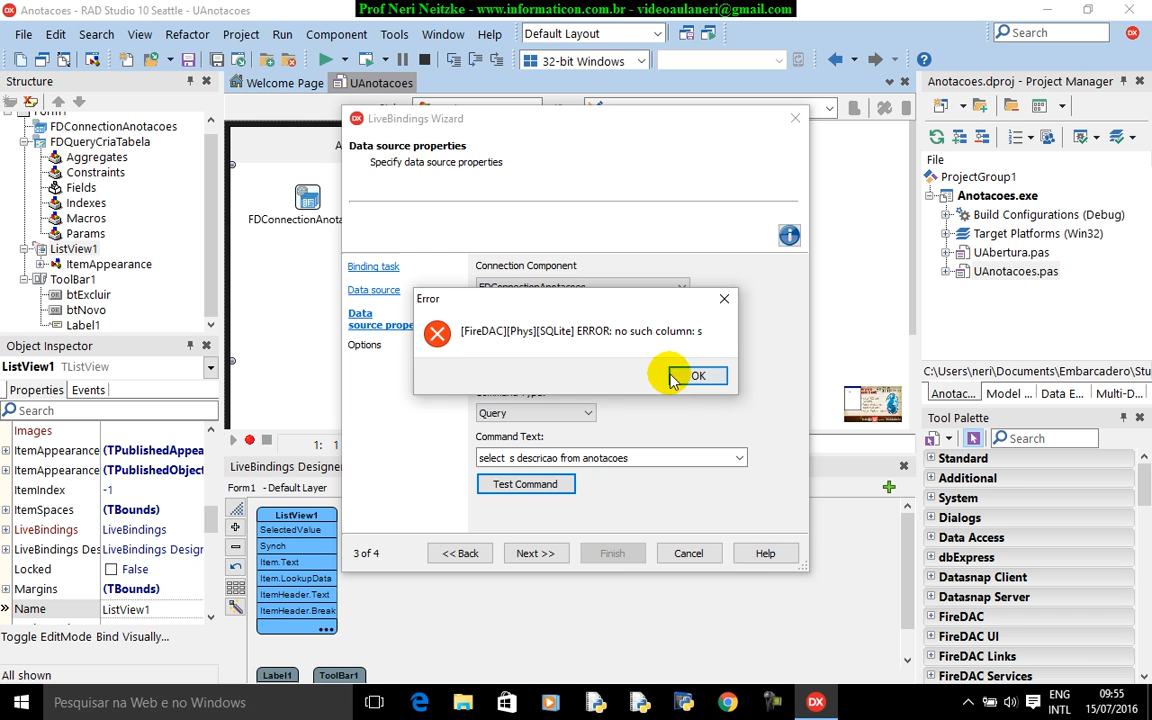 Anotacoes - RAD Studio 10 Seattle - UAnotacoes
Prof Neri Neitzke - www.informaticon.com.br - videoaulaneri@gmail.com
File Edit Search View Refactor Project Run Component Tools Window Help
Default Layout
Search
32-bit Windows
Structure
Welcome Page
UAnotacoes
Anotacoes.dproj - Project Manager
FDConnectionAnotacoes
FDQueryCriaTabela
Aggregates
Constraints
Fields
Indexes
Macros
Params
ListView1
ItemAppearance
ToolBar1
btExcluir
btNovo
Label1
FDConnectionAnota
LiveBindings Wizard
Data source properties
Specify data source properties
Binding task
Data source
Data
source prope
Options
Connection Component
FDConnectionAnotacoes
Error
[FireDAC][Phys][SQLite] ERROR: no such column: s
OK
Command Type:
Query
Command Text:
select s descricao from anotacoes
Test Command
3 of 4
<< Back
Next >>
Finish
Cancel
Help
File
ProjectGroup1
Anotacoes.exe
Build Configurations (Debug)
Target Platforms (Win32)
UAbertura.pas
UAnotacoes.pas
C:\Users\neri\Documents\Embarcadero\Stu
Anotac... Model ... Data E... Multi-D...
Object Inspector
ListView1 TListView
Properties Events
Search
Images
ItemAppearance (TPublishedAppea
ItemAppearance (TPublishedObject
ItemIndex -1
ItemSpaces (TBounds)
LiveBindings LiveBindings
LiveBindings Des LiveBindings Design
Locked False
Margins (TBounds)
Name ListView1
Toggle EditMode Bind Visually...
All shown
1: 1
LiveBindings Designer
Form1 - Default Layer
ListView1
SelectedValue
Synch
Item.Text
Item.LookupData
ItemHeader.Text
ItemHeader.Break
Label1
ToolBar1
Tool Palette
Search
Standard
Additional
System
Dialogs
Data Access
dbExpress
Datasnap Client
Datasnap Server
FireDAC
FireDAC UI
FireDAC Links
FireDAC Services
Pesquisar na Web e no Windows
ENG
INTL
09:55
15/07/2016